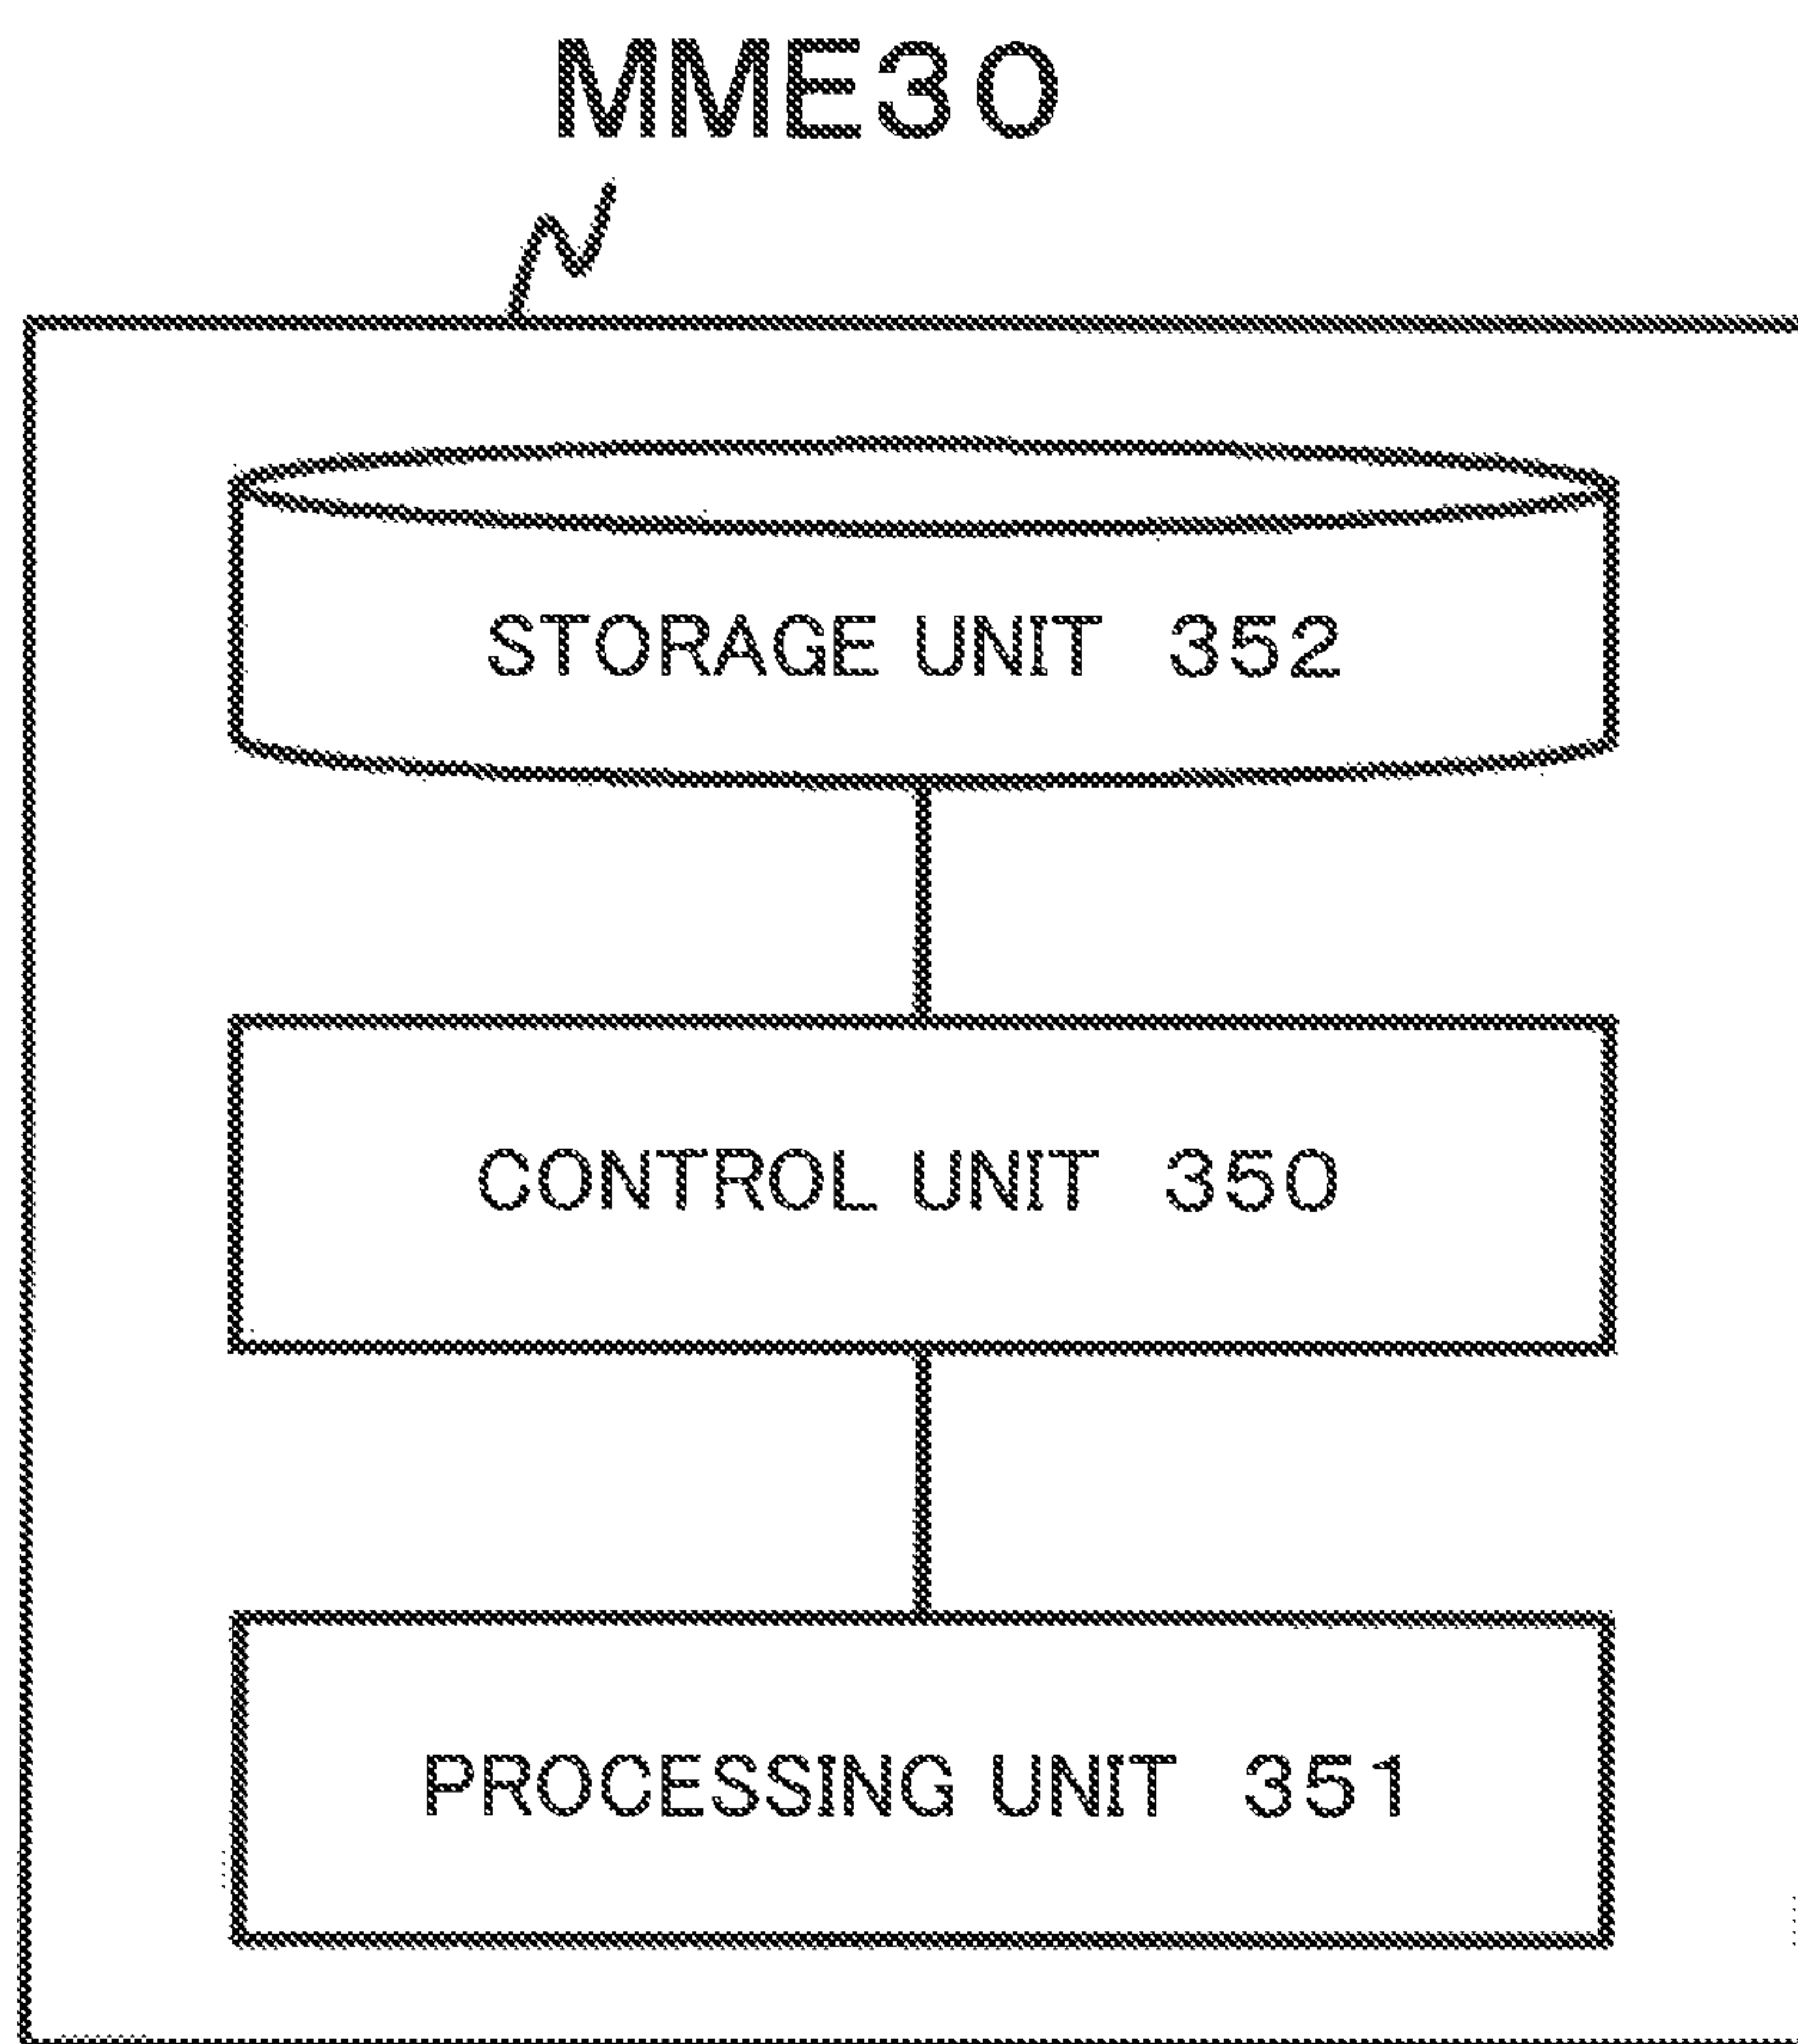 MME30
STORAGE UNIT 352
CONTROL UNIT 350
PROCESSING UNIT 351